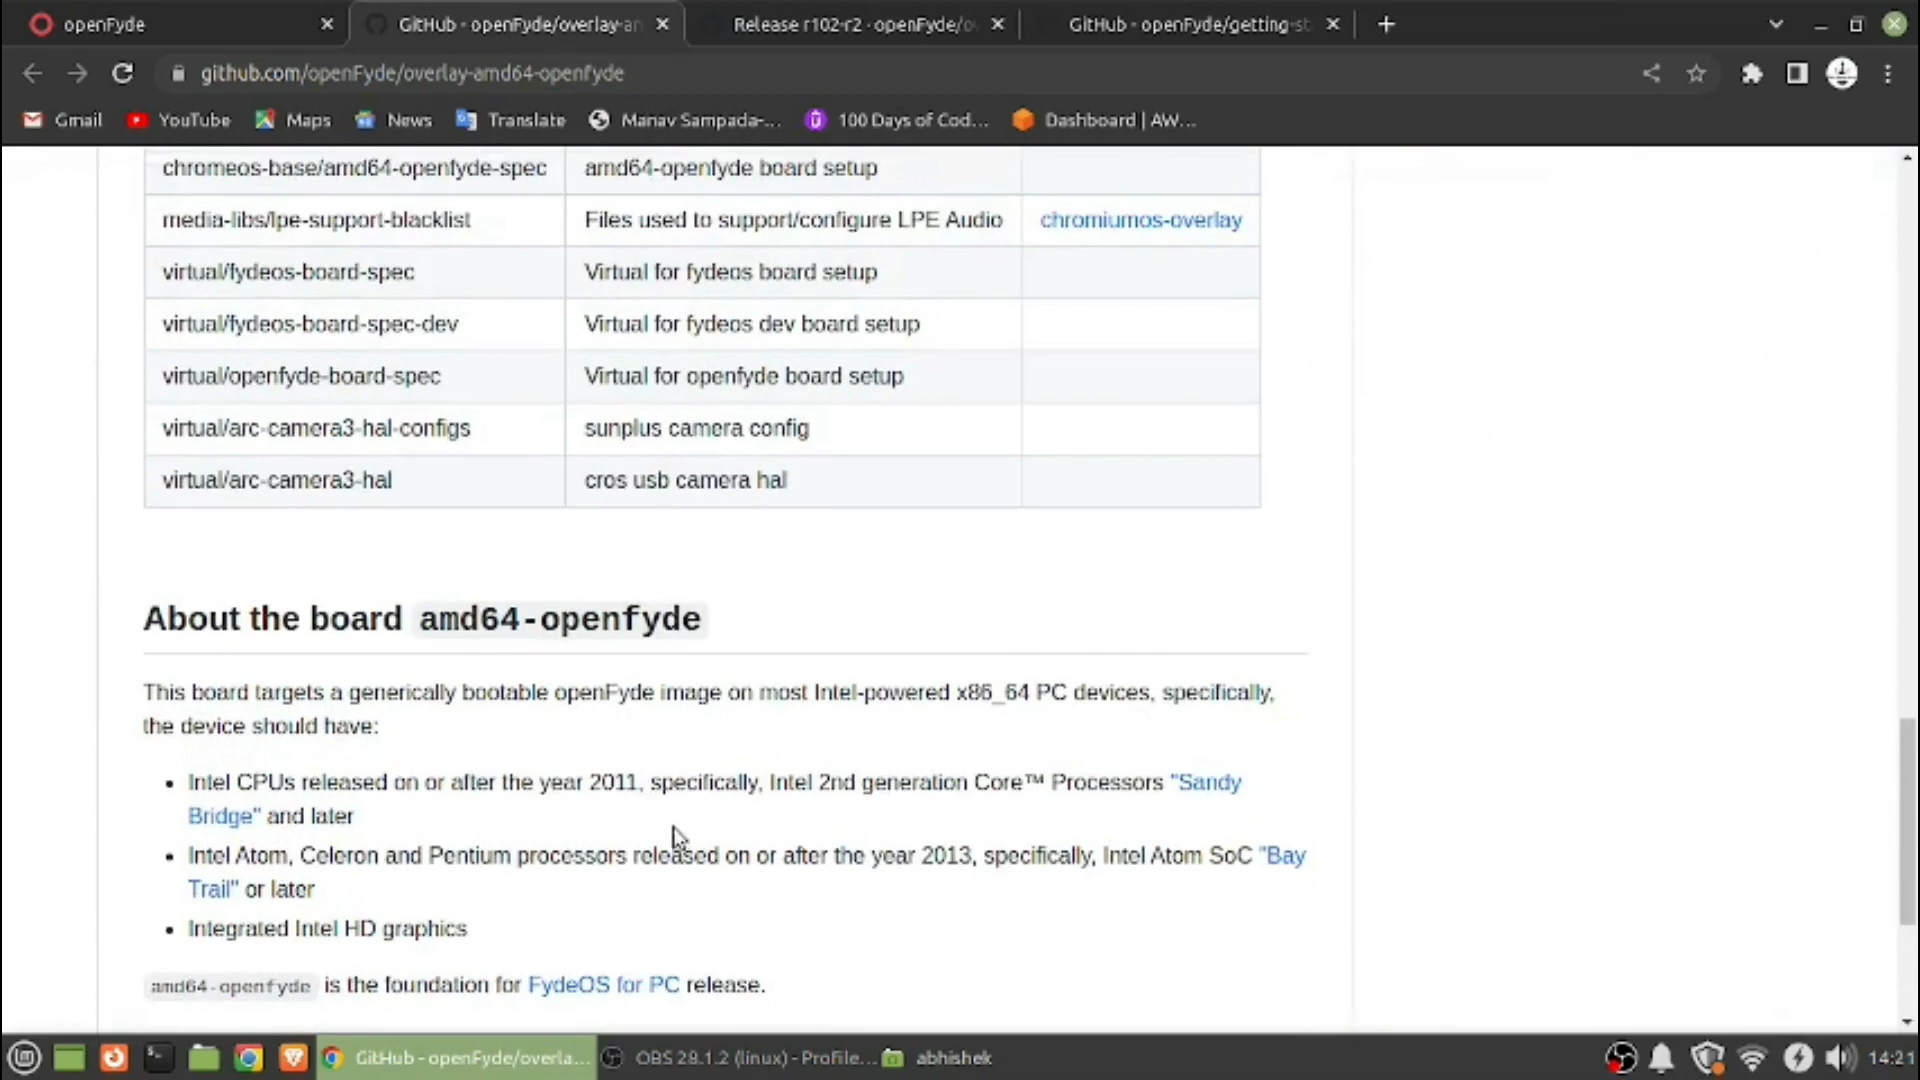 openFyde
GitHub - openFyde/overlay-an
Release r102-r2 · openFyde/o
GitHub - openFyde/getting-st
github.com/openFyde/overlay-amd64-openfyde
Gmail
YouTube
Maps
News
Translate
Manav Sampada-...
100 Days of Cod...
Dashboard | AW...
chromeos-base/amd64-openfyde-spec amd64-openfyde board setup
media-libs/lpe-support-blacklist Files used to support/configure LPE Audio chromiumos-overlay
virtual/fydeos-board-spec Virtual for fydeos board setup
virtual/fydeos-board-spec-dev Virtual for fydeos dev board setup
virtual/openfyde-board-spec Virtual for openfyde board setup
virtual/arc-camera3-hal-configs sunplus camera config
virtual/arc-camera3-hal cros usb camera hal
About the board amd64-openfyde
This board targets a generically bootable openFyde image on most Intel-powered x86_64 PC devices, specifically,
the device should have:
• Intel CPUs released on or after the year 2011, specifically, Intel 2nd generation Core™ Processors "Sandy
Bridge" and later
• Intel Atom, Celeron and Pentium processors released on or after the year 2013, specifically, Intel Atom SoC "Bay
Trail" or later
• Integrated Intel HD graphics
amd64-openfyde is the foundation for FydeOS for PC release.
GitHub - openFyde/overla...
OBS 28.1.2 (linux) - Profile...
abhishek
14:21